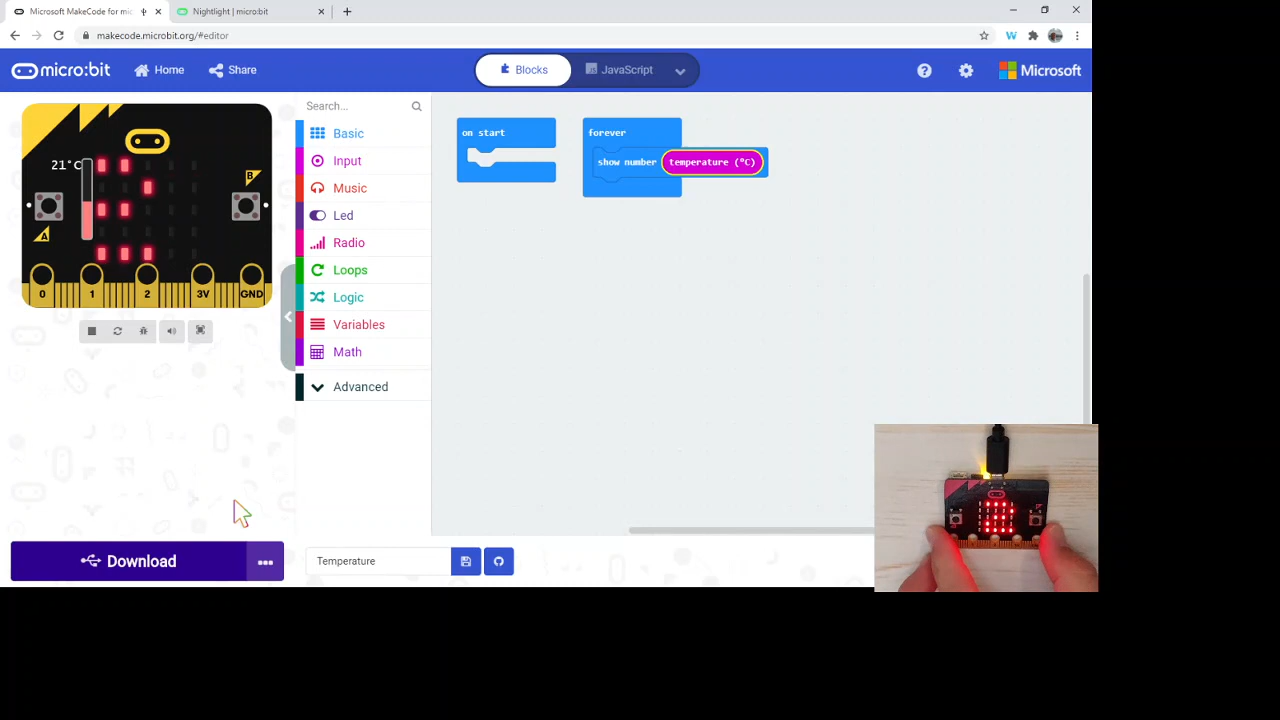 Microsoft MakeCode for mic
Nightlight | micro:bit
makecode.microbit.org/#editor
W
micro:bit
Home
Share
Blocks
JavaScript
?
Microsoft
21°C
B
A
0
1
2
3V
GND
Search...
Basic
Input
Music
Led
Radio
Loops
Logic
Variables
Math
Advanced
on start
forever
show number temperature (°C)
Download
Temperature